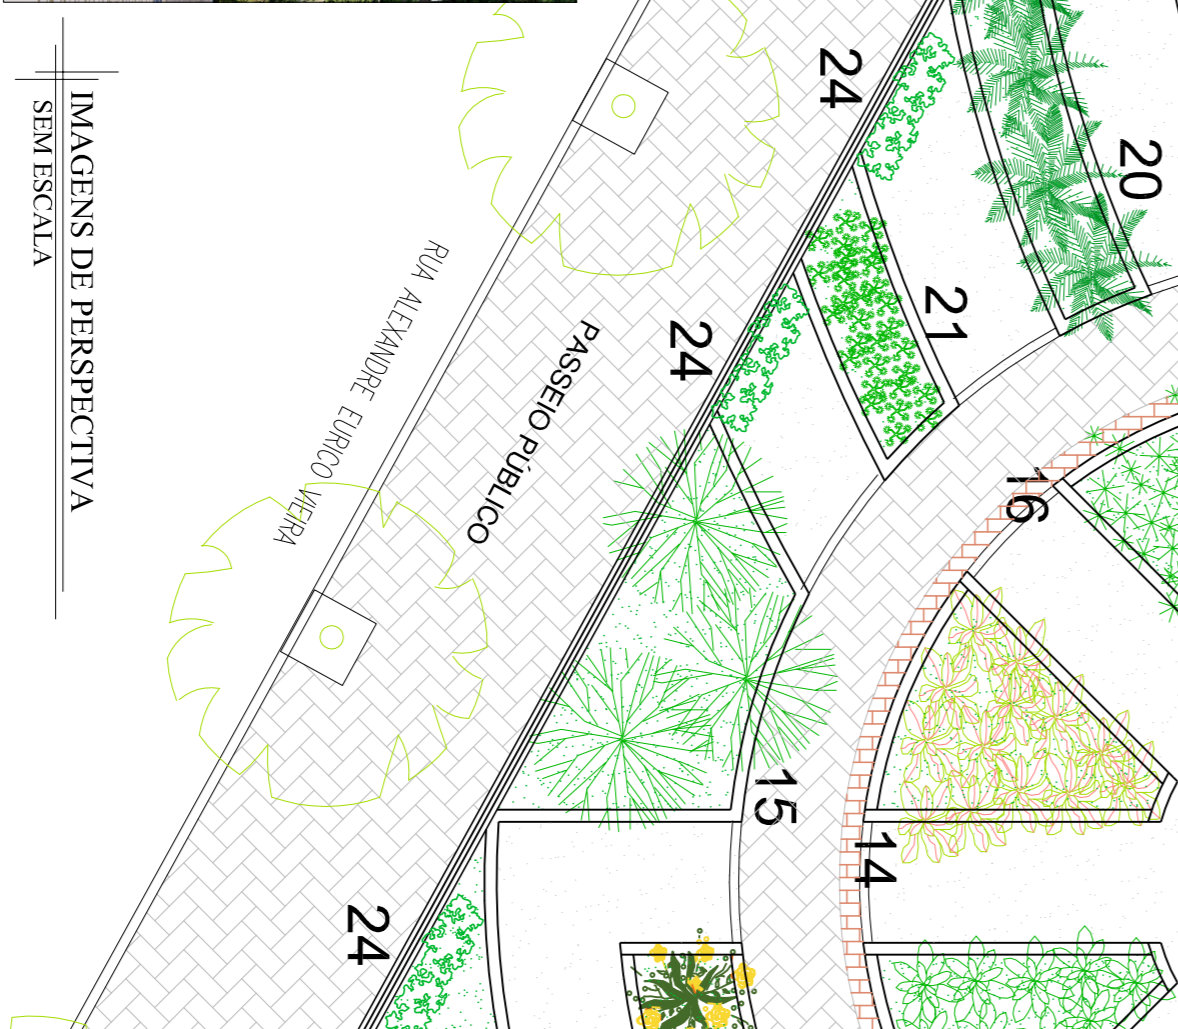 IMAGENS DE PERSPECTIVA
SEM ESCALA
RUA ALEXANDRE EURICO VIEIRA
PASSEIO PÚBLICO
24
20
21
24
16
15
14
24